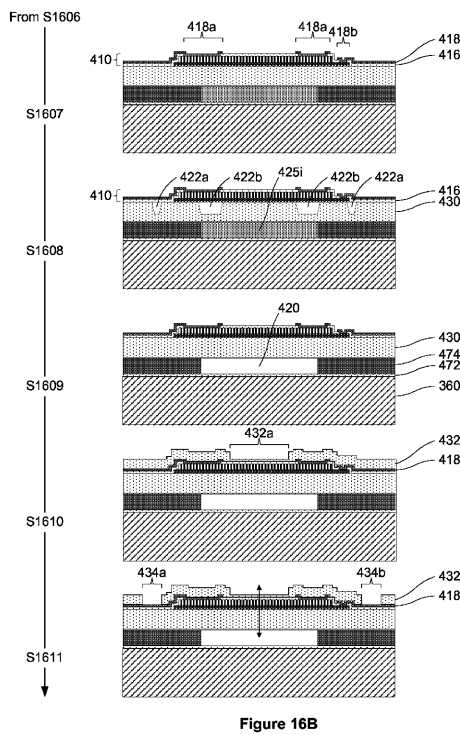 From S1606
418a 418a 418b
410 418
416
S1607
422a 422b 425i 422b 422a
410 416
430
S1608
420
430
474
472
S1609 360
432a
432
418
S1610
434a 434b
432
418
S1611
Figure 16B